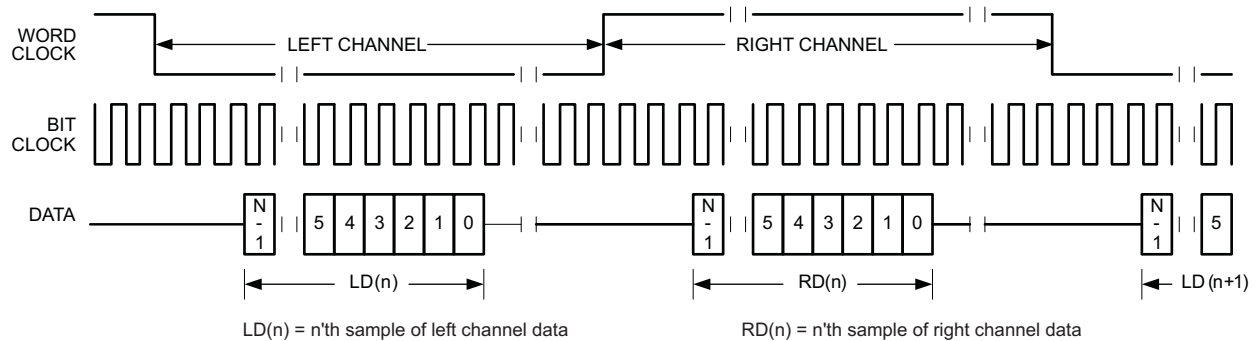 WORD
CLOCK
LEFT CHANNEL
RIGHT CHANNEL
BIT
CLOCK
DATA
N
-
1
5 4 3 2 1 0
N
-
1
5 4 3 2 1 0
N
-
1
5
LD(n)
RD(n)
LD (n+1)
LD(n) = n'th sample of left channel data
RD(n) = n'th sample of right channel data